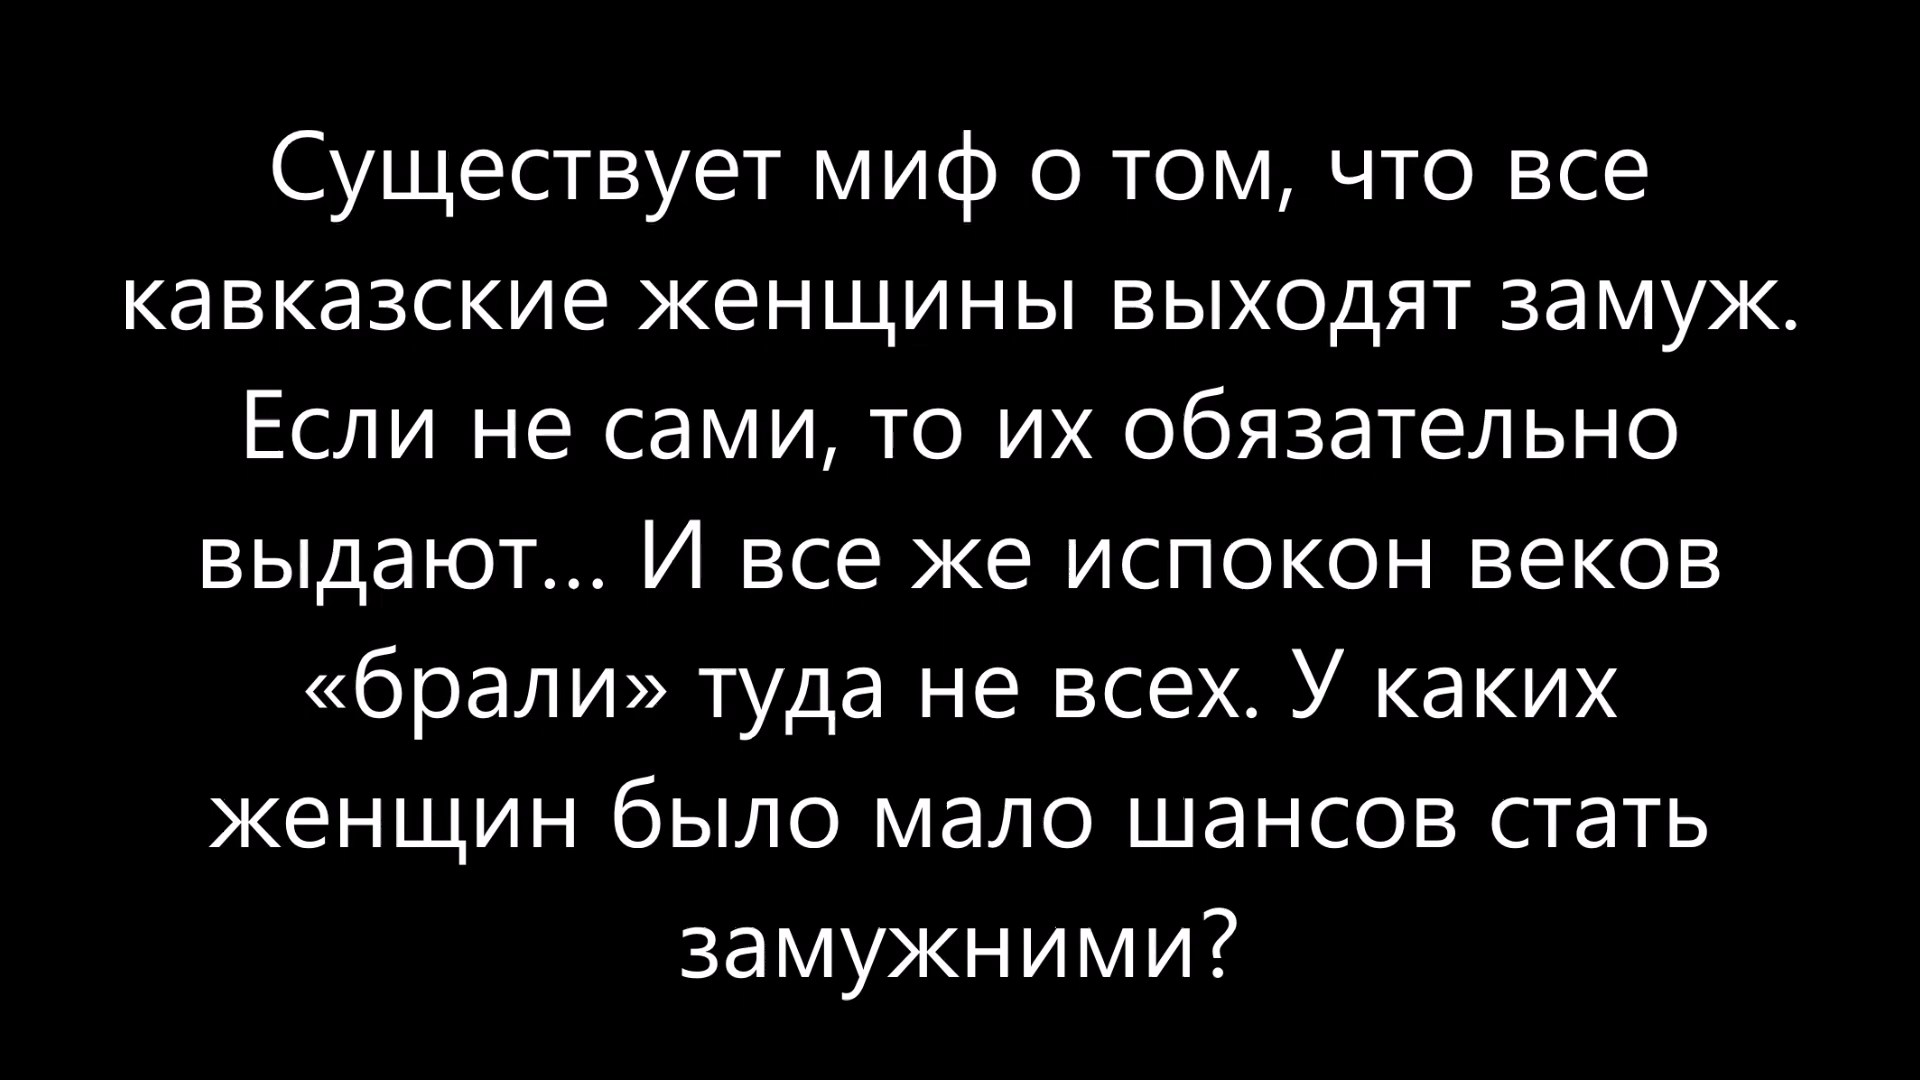 Существует миф о том, что все
кавказские женщины выходят замуж.
Если не сами, то их обязательно
выдают… И все же испокон веков
«брали» туда не всех. У каких
женщин было мало шансов стать
замужними?